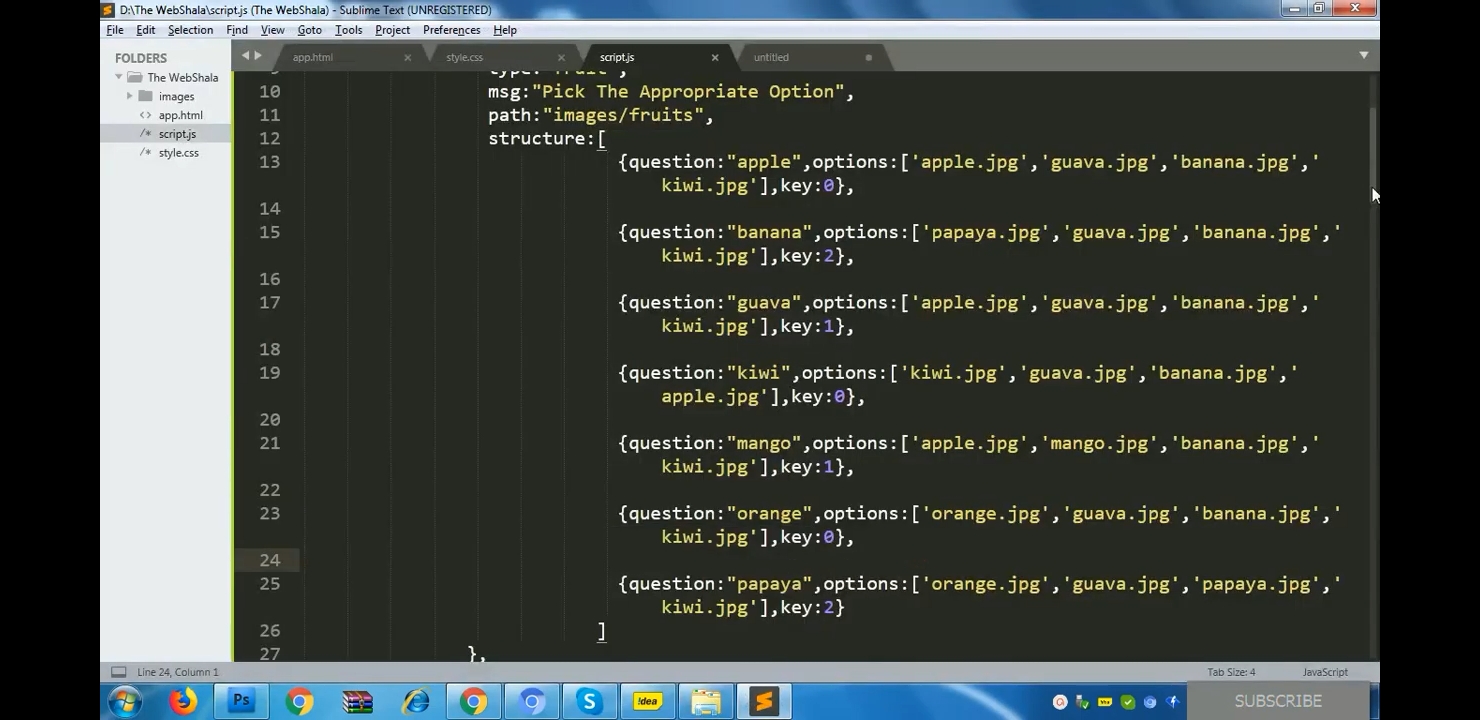 D:\The WebShala\script.js (The WebShala) - Sublime Text (UNREGISTERED)
File Edit Selection Find View Goto Tools Project Preferences Help
FOLDERS
The WebShala
images
app.html
script.js
style.css
app.html style.css script.js untitled
type:"fruit",
10 msg:"Pick The Appropriate Option",
11 path:"images/fruits",
12 structure:[
13 {question:"apple",options:['apple.jpg','guava.jpg','banana.jpg','
kiwi.jpg'],key:0},
14
15 {question:"banana",options:['papaya.jpg','guava.jpg','banana.jpg','
kiwi.jpg'],key:2},
16
17 {question:"guava",options:['apple.jpg','guava.jpg','banana.jpg','
kiwi.jpg'],key:1},
18
19 {question:"kiwi",options:['kiwi.jpg','guava.jpg','banana.jpg','
apple.jpg'],key:0},
20
21 {question:"mango",options:['apple.jpg','mango.jpg','banana.jpg','
kiwi.jpg'],key:1},
22
23 {question:"orange",options:['orange.jpg','guava.jpg','banana.jpg','
kiwi.jpg'],key:0},
24
25 {question:"papaya",options:['orange.jpg','guava.jpg','papaya.jpg','
kiwi.jpg'],key:2}
26 ]
27 },
Line 24, Column 1 Tab Size: 4 JavaScript
Ps !dea SUBSCRIBE